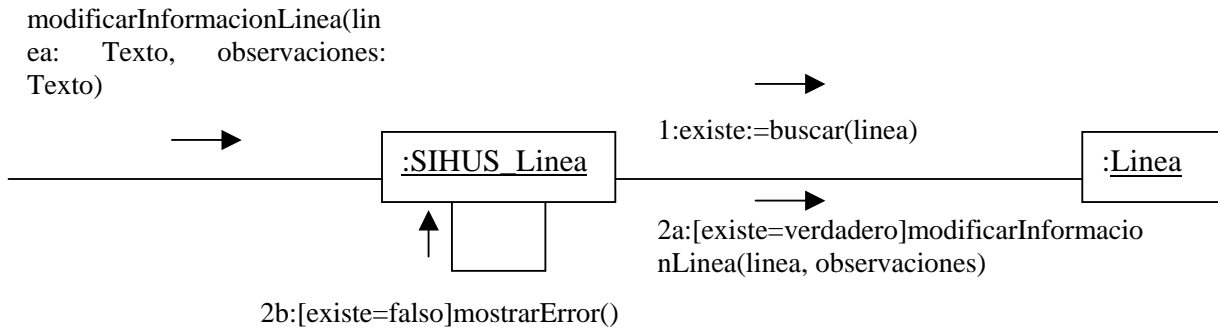 modificarInformacionLinea(lin
ea: Texto, observaciones:
Texto)
1:existe:=buscar(linea)
:SIHUS_Linea
:Linea
2a:[existe=verdadero]modificarInformacio
nLinea(linea, observaciones)
2b:[existe=falso]mostrarError()